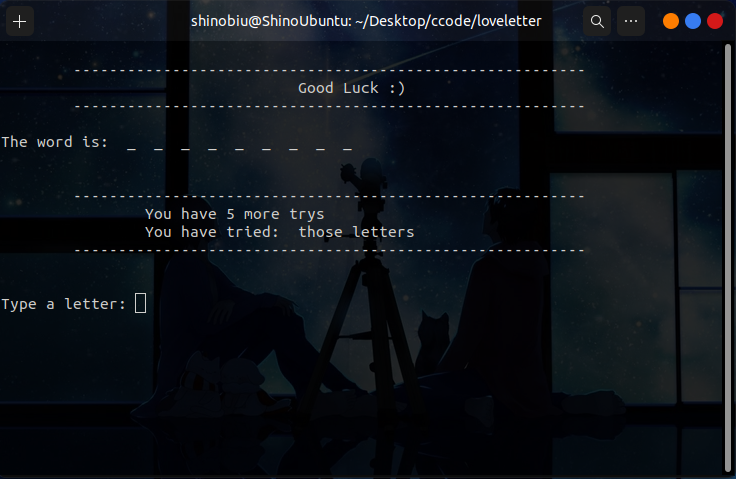 shinobiu@ShinoUbuntu: ~/Desktop/ccode/loveletter
---------------------------------------------------------
Good Luck :)
---------------------------------------------------------
The word is:  _  _  _  _  _  _  _  _  _
---------------------------------------------------------
You have 5 more trys
You have tried:  those letters
---------------------------------------------------------
Type a letter: